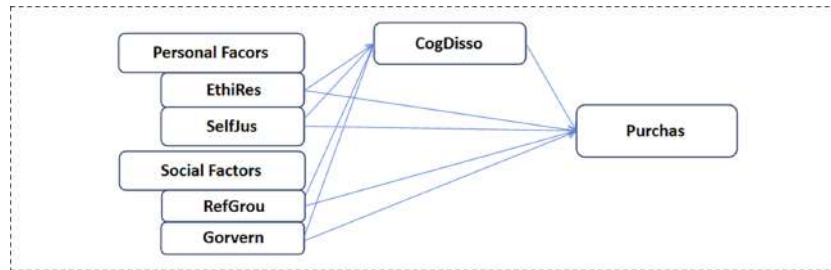 CogDisso
Personal Facors
EthiRes
SelfJus
Purchas
Social Factors
RefGrou
Gorvern